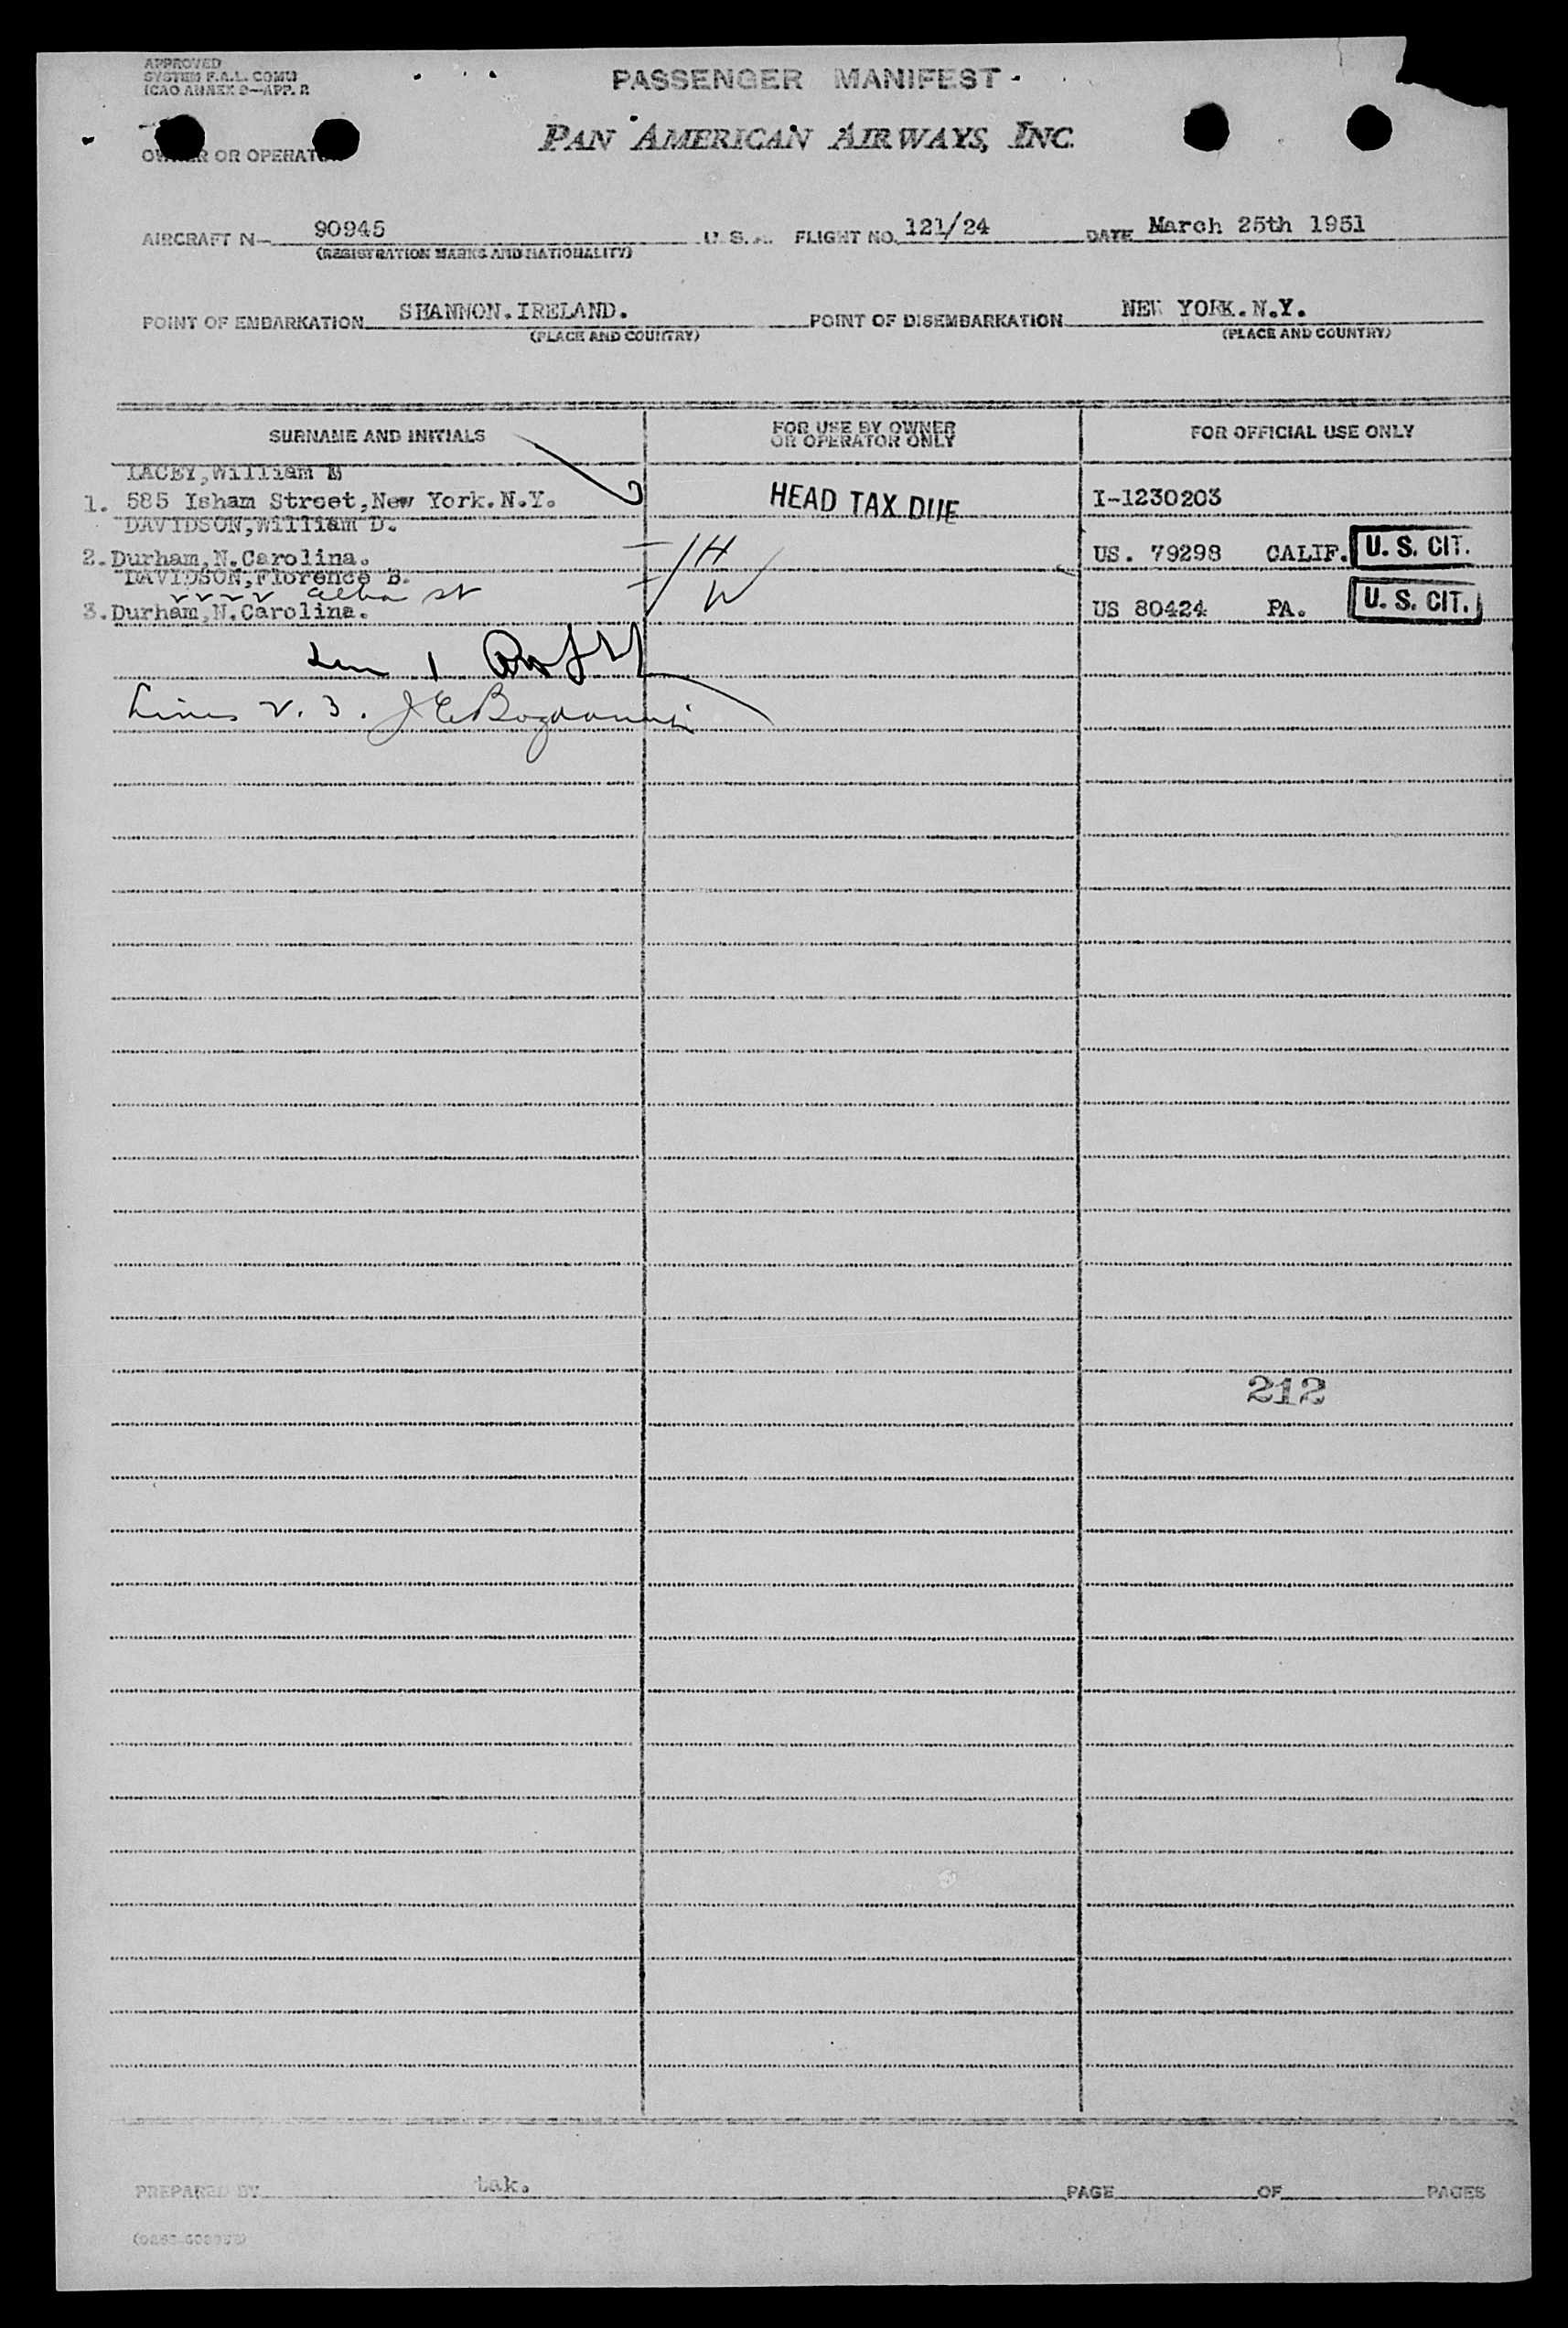 APPROVED
SYSTEM F.A.L. COMM
ICAO ANNEX 9—APP. R
PASSENGER MANIFEST
OWNER OR OPERATOR
PAN AMERICAN AIRWAYS, INC.
AIRCRAFT N— 90945 U. S. A. FLIGHT NO. 121/24 DATE March 25th 1951
(REGISTRATION MARKS AND NATIONALITY)
POINT OF EMBARKATION SHANNON.IRELAND. POINT OF DISEMBARKATION NEW YORK.N.Y.
(PLACE AND COUNTRY) (PLACE AND COUNTRY)
SURNAME AND INITIALS FOR USE BY OWNER OR OPERATOR ONLY FOR OFFICIAL USE ONLY
LACEY,William E
1. 585 Isham Street,New York.N.Y. HEAD TAX DUE I-1230203
DAVIDSON,William D.
2. Durham,N.Carolina. H US. 79298 CALIF. U. S. CIT.
DAVIDSON,Florence B.
St
3. Durham,N.Carolina. W US 80424 PA. U. S. CIT.
1
Lines 2. 3.
212
PREPARED BY Lak. PAGE OF PAGES